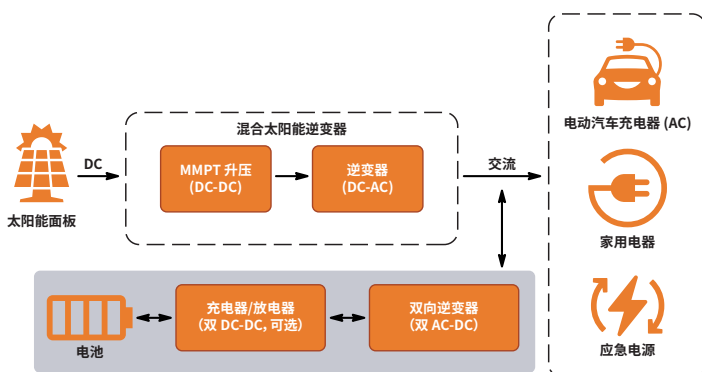 混合太阳能逆变器
DC
MMPT 升压
(DC-DC)
逆变器
(DC-AC)
交流
太阳能面板
充电器/放电器
（双 DC-DC, 可选）
双向逆变器
（双 AC-DC）
电池
电动汽车充电器 (AC)
家用电器
应急电源